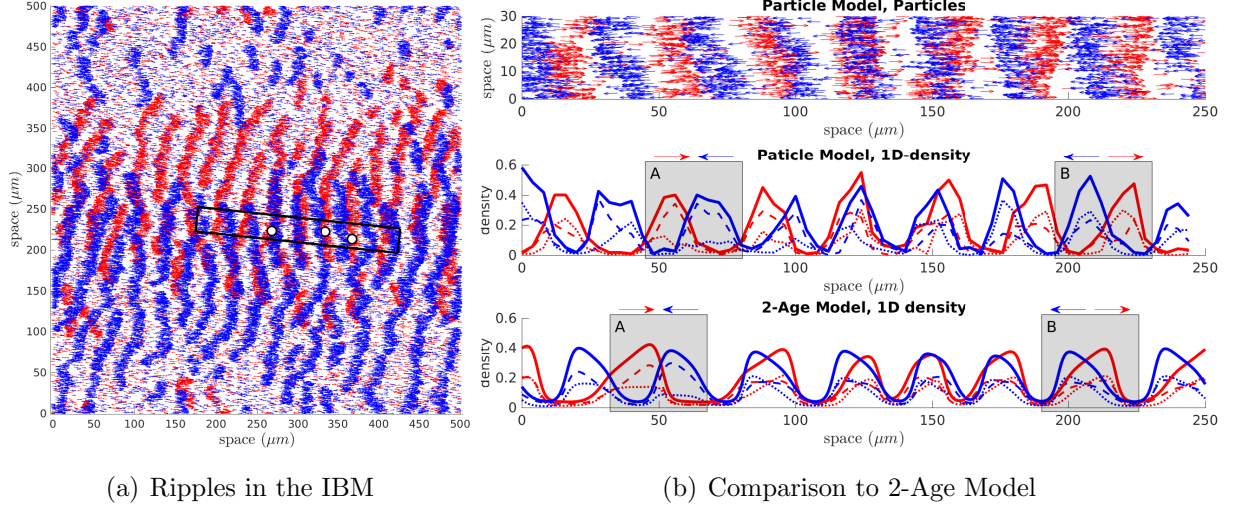 500
450
400
350
300
250
200
150
100
50
0
space (μm)
0 50 100 150 200 250 300 350 400 450 500
space (μm)
(a) Ripples in the IBM
Particle Model, Particles
30
20
10
0
space (μm)
0 50 100 150 200 250
space (μm)
Paticle Model, 1D-density
0.6
0.4
0.2
0
density
A
B
0 50 100 150 200 250
space (μm)
2-Age Model, 1D density
0.6
0.4
0.2
0
density
A
B
0 50 100 150 200 250
space (μm)
(b) Comparison to 2-Age Model